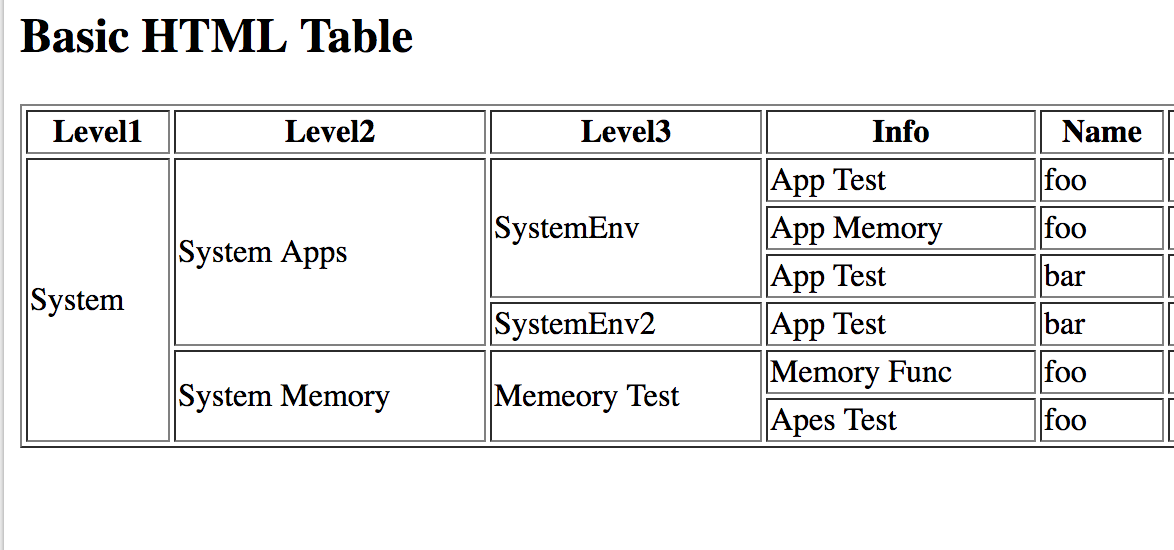 Basic HTML Table
Level1 Level2 Level3 Info Name
System System Apps SystemEnv App Test foo
App Memory foo
App Test bar
SystemEnv2 App Test bar
System Memory Memeory Test Memory Func foo
Apes Test foo